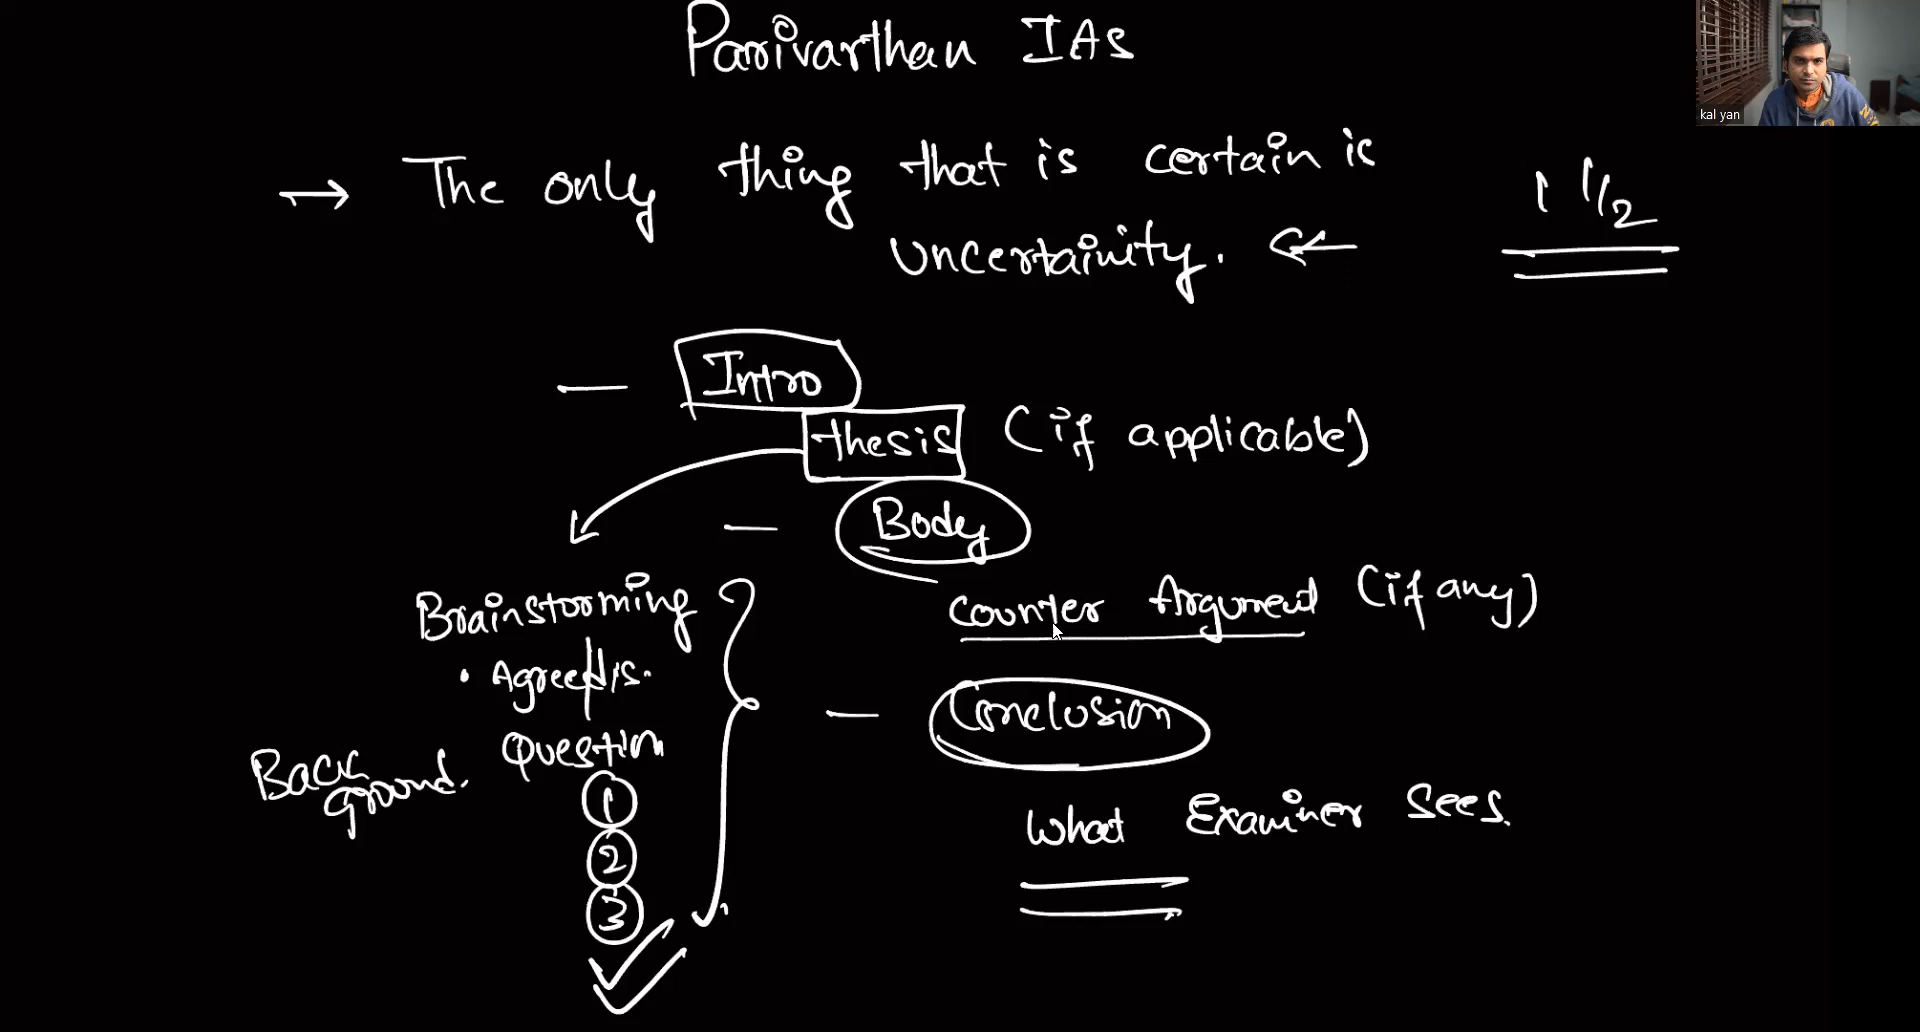 Parivarthan IAS
kal yan
→ The only thing that is certain is
uncertainity. ←
1 1/2
— Intro
thesis (if applicable)
— Body
Counter Argument (if any)
— Conclusion
What Examiner Sees.
Brainstorming
• Agree/dis.
Question
Back
ground.
1
2
3